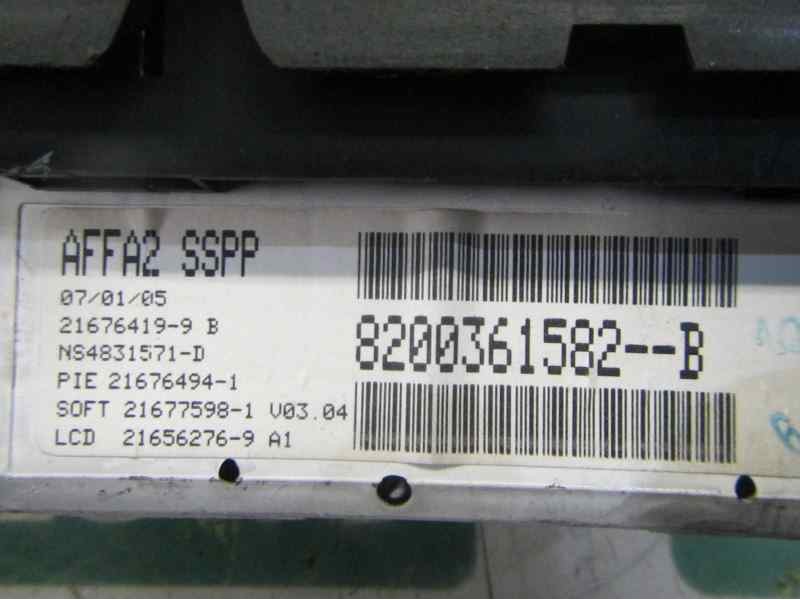 AFFA2 SSPP
07/01/05
21676419-9 B
NS4831571-D
PIE 21676494-1
SOFT 21677598-1 V03.04
LCD 21656276-9 A1
8200361582--B